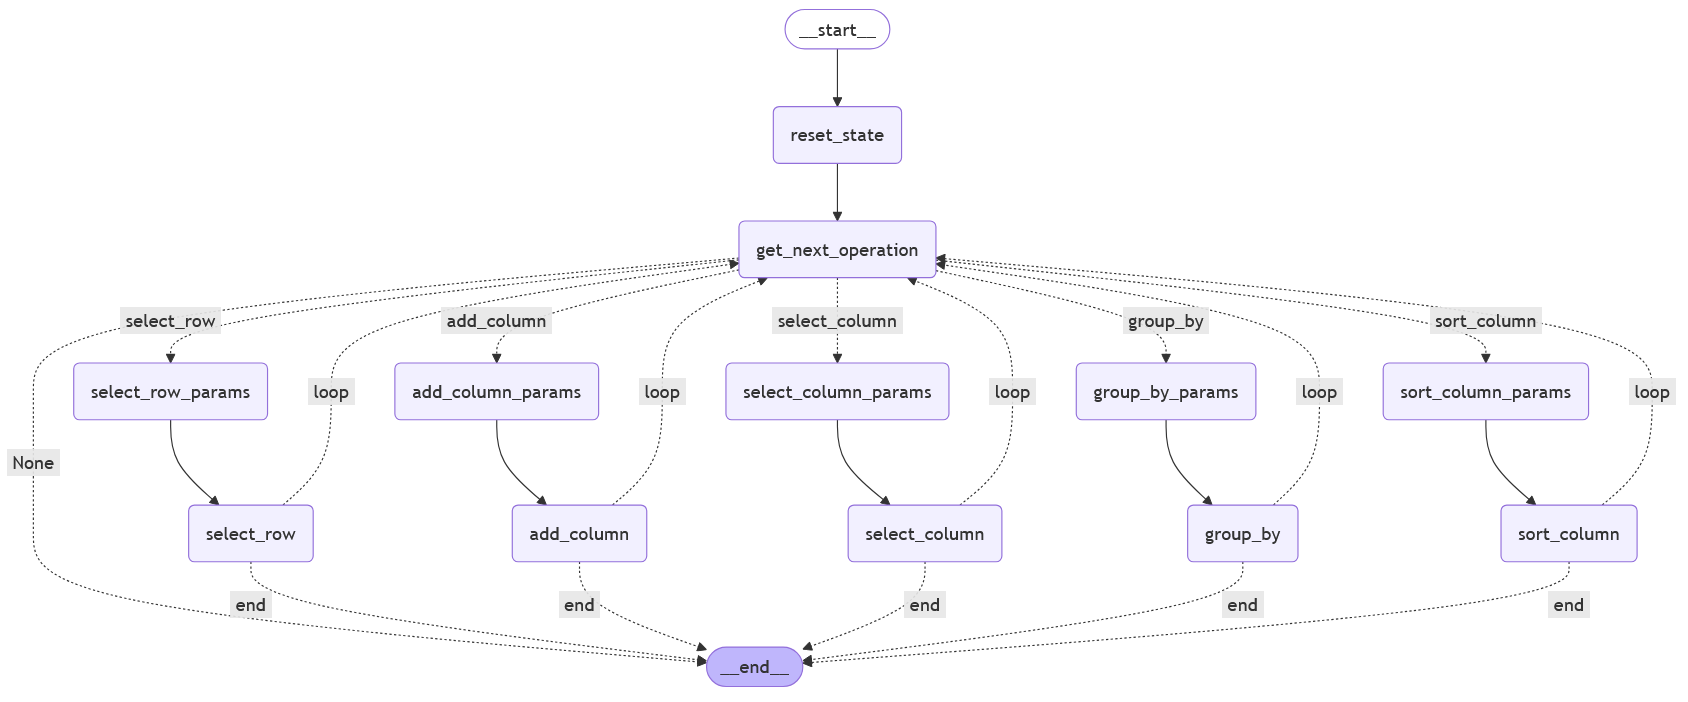 __start__
reset_state
get_next_operation
select_row
add_column
select_column
group_by
sort_column
select_row_params
loop
add_column_params
loop
select_column_params
loop
group_by_params
loop
sort_column_params
loop
None
select_row
add_column
select_column
group_by
sort_column
end
end
end
end
end
__end__